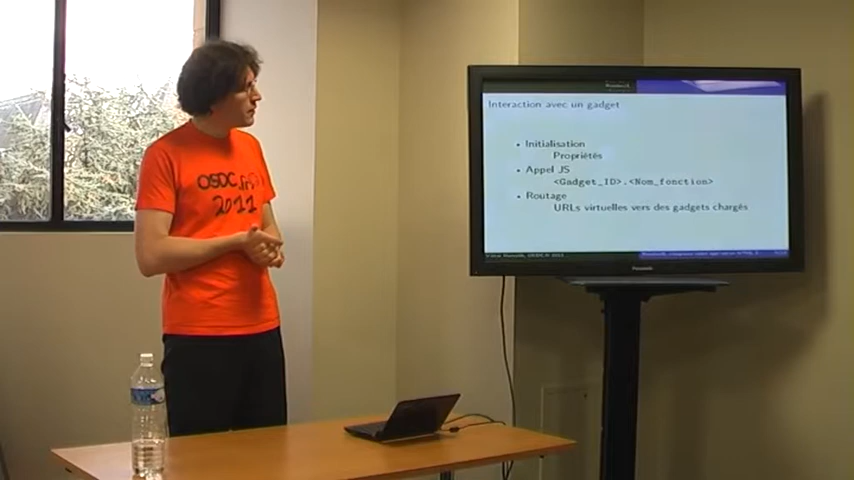 OSDC.fr
2011
Interaction avec un gadget
• Initialisation
Propriétés
• Appel JS
<Gadget_ID>.<Nom_fonction>
• Routage
URLs virtuelles vers des gadgets chargés
Panasonic